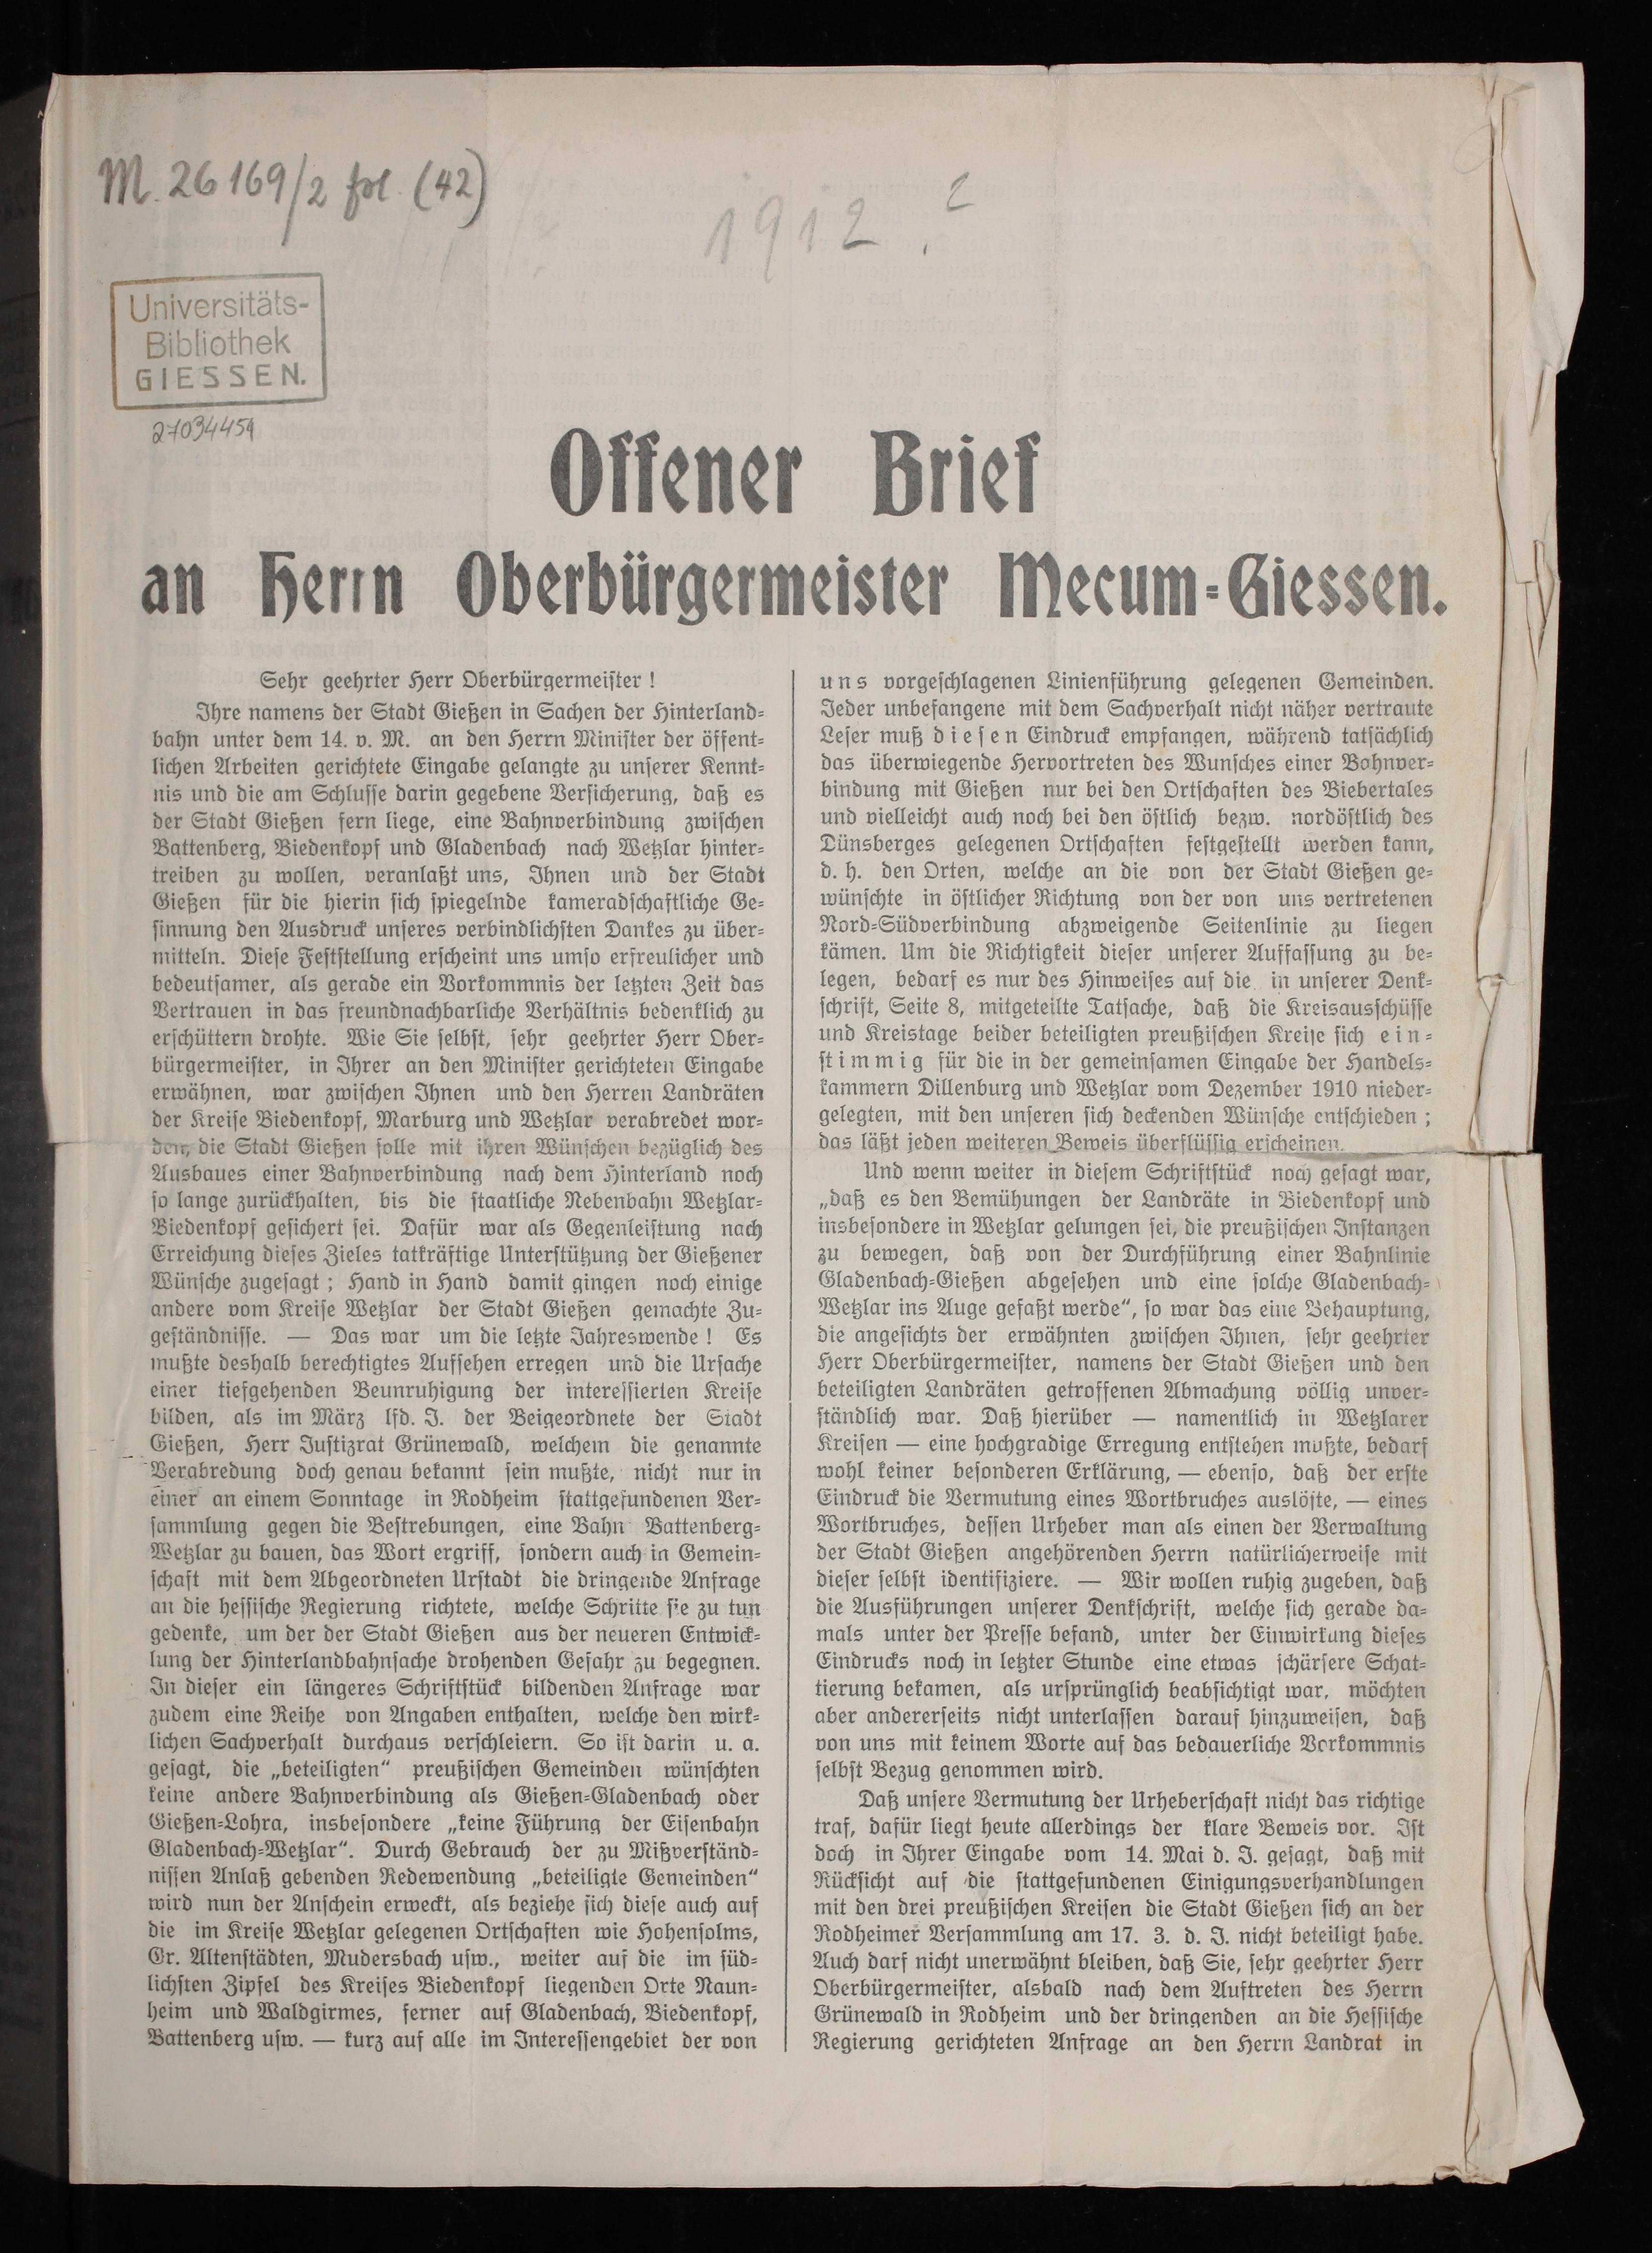 M. 26169/2 fol. (42)
1912.?
Universitäts-
Bibliothek
GIESSEN.
27034454
Offener Brief
an Herrn Oberbürgermeister Mecum=Giessen.
Sehr geehrter Herr Oberbürgermeiſter !
Ihre namens der Stadt Gießen in Sachen der Hinterland=
bahn unter dem 14. v. M. an den Herrn Miniſter der öffent=
lichen Arbeiten gerichtete Eingabe gelangte zu unſerer Kennt=
nis und die am Schluſſe darin gegebene Verſicherung, daß es
der Stadt Gießen fern liege, eine Bahnverbindung zwiſchen
Battenberg, Biedenkopf und Gladenbach nach Wetzlar hinter=
treiben zu wollen, veranlaßt uns, Ihnen und der Stadt
Gießen für die hierin ſich ſpiegelnde kameradſchaftliche Ge=
ſinnung den Ausdruck unſeres verbindlichſten Dankes zu über=
mitteln. Dieſe Feſtſtellung erſcheint uns umſo erfreulicher und
bedeutſamer, als gerade ein Vorkommnis der letzten Zeit das
Vertrauen in das freundnachbarliche Verhältnis bedenklich zu
erſchüttern drohte. Wie Sie ſelbſt, ſehr geehrter Herr Ober=
bürgermeiſter, in Ihrer an den Miniſter gerichteten Eingabe
erwähnen, war zwiſchen Ihnen und den Herren Landräten
der Kreiſe Biedenkopf, Marburg und Wetzlar verabredet wor=
den, die Stadt Gießen ſolle mit ihren Wünſchen bezüglich des
Ausbaues einer Bahnverbindung nach dem Hinterland noch
ſo lange zurückhalten, bis die ſtaatliche Nebenbahn Wetzlar=
Biedenkopf geſichert ſei. Dafür war als Gegenleiſtung nach
Erreichung dieſes Zieles tatkräftige Unterſtützung der Gießener
Wünſche zugeſagt ; Hand in Hand damit gingen noch einige
andere vom Kreiſe Wetzlar der Stadt Gießen gemachte Zu=
geſtändniſſe. — Das war um die letzte Jahreswende ! Es
mußte deshalb berechtigtes Aufſehen erregen und die Urſache
einer tiefgehenden Beunruhigung der intereſſierten Kreiſe
bilden, als im März lfd. J. der Beigeordnete der Stadt
Gießen, Herr Juſtizrat Grünewald, welchem die genannte
Verabredung doch genau bekannt ſein mußte, nicht nur in
einer an einem Sonntage in Rodheim ſtattgefundenen Ver=
ſammlung gegen die Beſtrebungen, eine Bahn Battenberg=
Wetzlar zu bauen, das Wort ergriff, ſondern auch in Gemein=
ſchaft mit dem Abgeordneten Urſtadt die dringende Anfrage
an die heſſiſche Regierung richtete, welche Schritte ſie zu tun
gedenke, um der der Stadt Gießen aus der neueren Entwick=
lung der Hinterlandbahnſache drohenden Gefahr zu begegnen.
In dieſer ein längeres Schriftſtück bildenden Anfrage war
zudem eine Reihe von Angaben enthalten, welche den wirk=
lichen Sachverhalt durchaus verſchleiern. So iſt darin u. a.
geſagt, die „beteiligten“ preußiſchen Gemeinden wünſchten
keine andere Bahnverbindung als Gießen=Gladenbach oder
Gießen=Lohra, insbeſondere „keine Führung der Eiſenbahn
Gladenbach=Wetzlar“. Durch Gebrauch der zu Mißverſtänd=
niſſen Anlaß gebenden Redewendung „beteiligte Gemeinden“
wird nun der Anſchein erweckt, als beziehe ſich dieſe auch auf
die im Kreiſe Wetzlar gelegenen Ortſchaften wie Hohenſolms,
Gr. Altenſtädten, Mudersbach uſw., weiter auf die im ſüd=
lichſten Zipfel des Kreiſes Biedenkopf liegenden Orte Naun=
heim und Waldgirmes, ferner auf Gladenbach, Biedenkopf,
Battenberg uſw. — kurz auf alle im Intereſſengebiet der von
uns vorgeſchlagenen Linienführung gelegenen Gemeinden.
Jeder unbefangene mit dem Sachverhalt nicht näher vertraute
Leſer muß dieſen Eindruck empfangen, während tatſächlich
das überwiegende Hervortreten des Wunſches einer Bahnver=
bindung mit Gießen nur bei den Ortſchaften des Biebertales
und vielleicht auch noch bei den öſtlich bezw. nordöſtlich des
Dünsberges gelegenen Ortſchaften feſtgeſtellt werden kann,
d. h. den Orten, welche an die von der Stadt Gießen ge=
wünſchte in öſtlicher Richtung von der von uns vertretenen
Nord=Südverbindung abzweigende Seitenlinie zu liegen
kämen. Um die Richtigkeit dieſer unſerer Auffaſſung zu be=
legen, bedarf es nur des Hinweiſes auf die in unſerer Denk=
ſchrift, Seite 8, mitgeteilte Tatſache, daß die Kreisausſchüſſe
und Kreistage beider beteiligten preußiſchen Kreiſe ſich ein=
ſtimmig für die in der gemeinſamen Eingabe der Handels=
kammern Dillenburg und Wetzlar vom Dezember 1910 nieder=
gelegten, mit den unſeren ſich deckenden Wünſche entſchieden ;
das läßt jeden weiteren Beweis überflüſſig erſcheinen.
Und wenn weiter in dieſem Schriftſtück noch geſagt war,
„daß es den Bemühungen der Landräte in Biedenkopf und
insbeſondere in Wetzlar gelungen ſei, die preußiſchen Inſtanzen
zu bewegen, daß von der Durchführung einer Bahnlinie
Gladenbach=Gießen abgeſehen und eine ſolche Gladenbach=
Wetzlar ins Auge gefaßt werde“, ſo war das eine Behauptung,
die angeſichts der erwähnten zwiſchen Ihnen, ſehr geehrter
Herr Oberbürgermeiſter, namens der Stadt Gießen und den
beteiligten Landräten getroffenen Abmachung völlig unver=
ſtändlich war. Daß hierüber — namentlich in Wetzlarer
Kreiſen — eine hochgradige Erregung entſtehen mußte, bedarf
wohl keiner beſonderen Erklärung, — ebenſo, daß der erſte
Eindruck die Vermutung eines Wortbruches auslöſte, — eines
Wortbruches, deſſen Urheber man als einen der Verwaltung
der Stadt Gießen angehörenden Herrn natürlicherweiſe mit
dieſer ſelbſt identifiziere. — Wir wollen ruhig zugeben, daß
die Ausführungen unſerer Denkſchrift, welche ſich gerade da=
mals unter der Preſſe befand, unter der Einwirkung dieſes
Eindrucks noch in letzter Stunde eine etwas ſchärfere Schat=
tierung bekamen, als urſprünglich beabſichtigt war, möchten
aber andererſeits nicht unterlaſſen darauf hinzuweiſen, daß
von uns mit keinem Worte auf das bedauerliche Vorkommnis
ſelbſt Bezug genommen wird.
Daß unſere Vermutung der Urheberſchaft nicht das richtige
traf, dafür liegt heute allerdings der klare Beweis vor. Iſt
doch in Ihrer Eingabe vom 14. Mai d. J. geſagt, daß mit
Rückſicht auf die ſtattgefundenen Einigungsverhandlungen
mit den drei preußiſchen Kreiſen die Stadt Gießen ſich an der
Rodheimer Verſammlung am 17. 3. d. J. nicht beteiligt habe.
Auch darf nicht unerwähnt bleiben, daß Sie, ſehr geehrter Herr
Oberbürgermeiſter, alsbald nach dem Auftreten des Herrn
Grünewald in Rodheim und der dringenden an die Heſſiſche
Regierung gerichteten Anfrage an den Herrn Landrat in